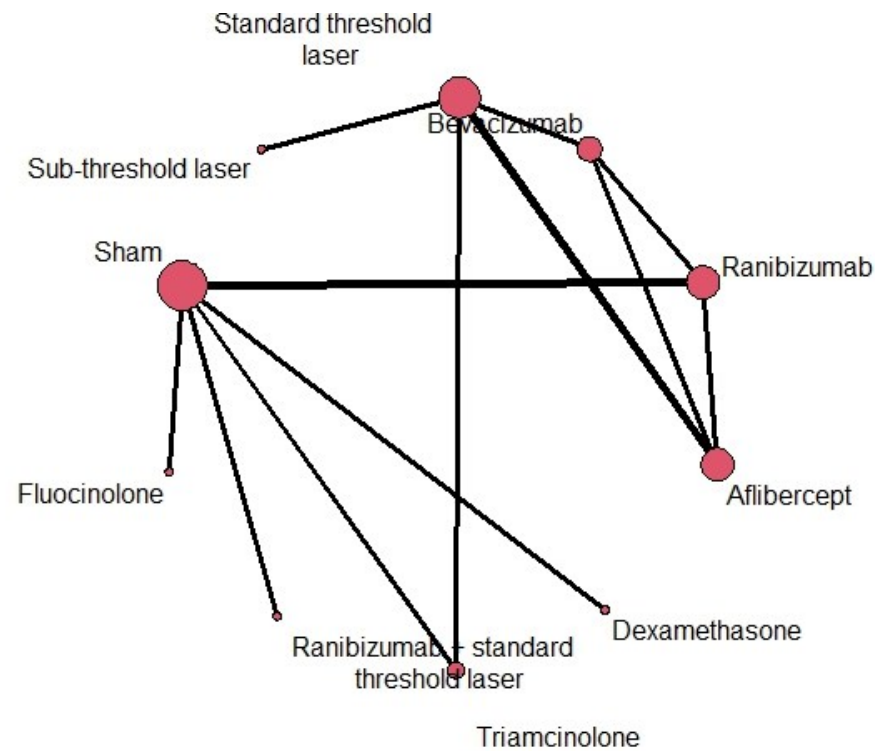 Standard threshold
laser
Bevacizumab
Sub-threshold laser
Sham
Ranibizumab
Fluocinolone
Aflibercept
Dexamethasone
Ranibizumab + standard
threshold laser
Triamcinolone